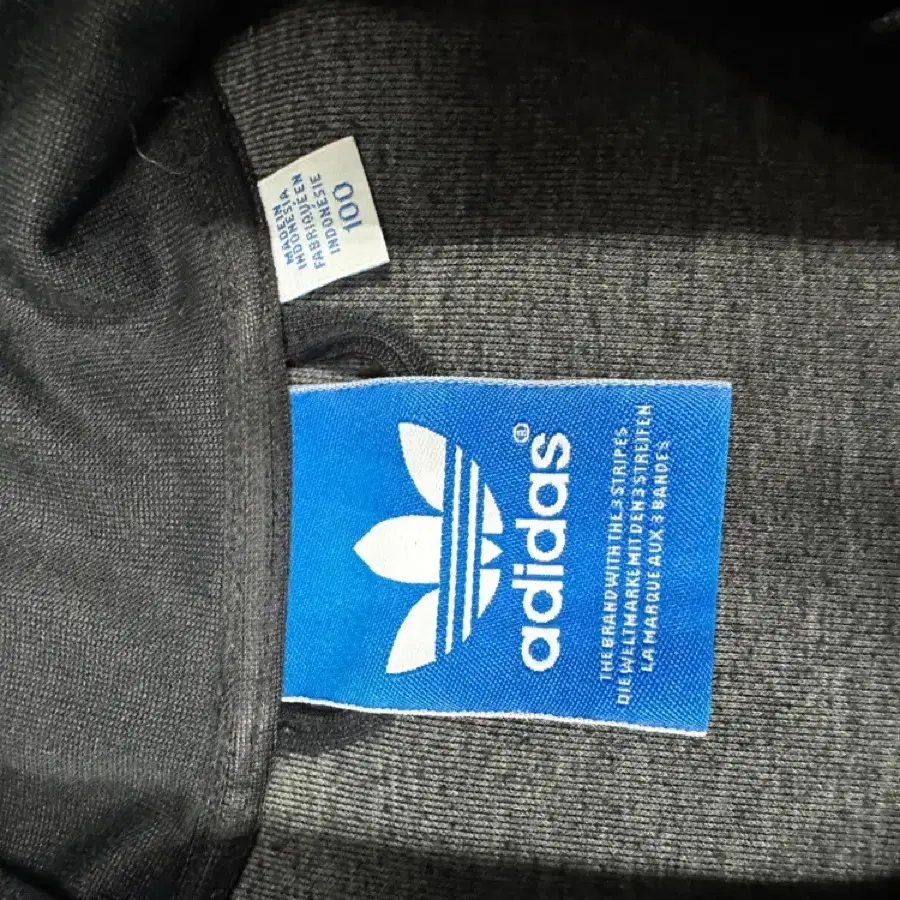 MADE IN
INDONESIA
FABRIQUÉ EN
INDONÉSIE
100
adidas®
THE BRAND WITH THE 3 STRIPES
DIE WELTMARKE MIT DEN 3 STREIFEN
LA MARQUE AUX 3 BANDES